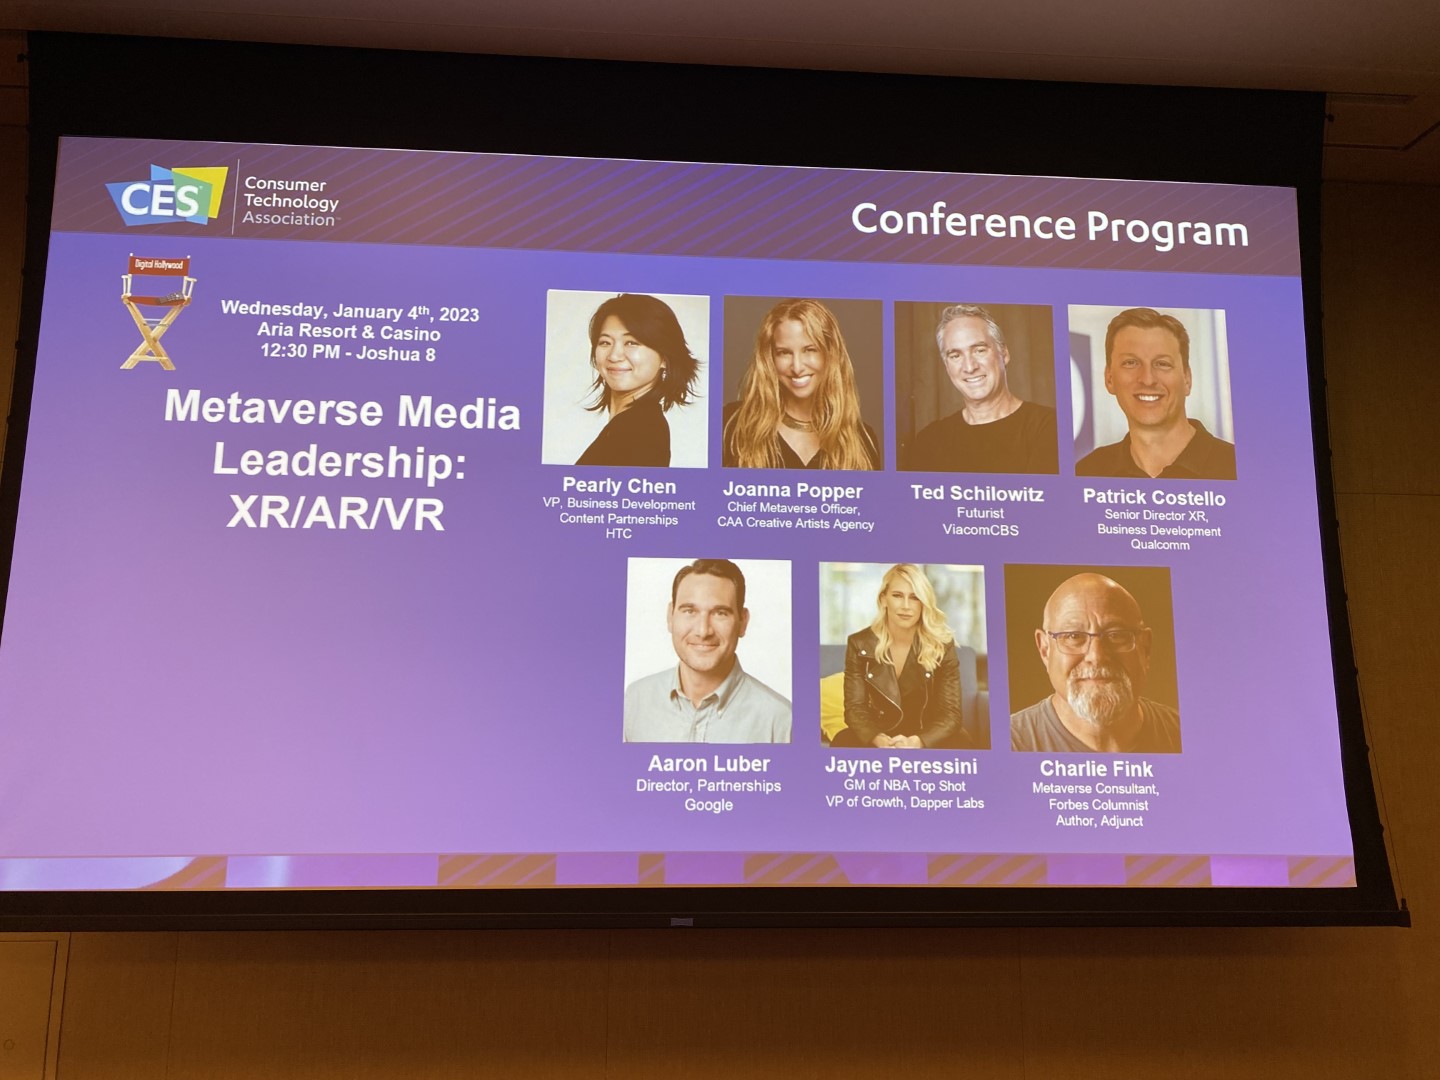 CES
Consumer
Technology
Association
Conference Program
Digital Hollywood
Wednesday, January 4th, 2023
Aria Resort & Casino
12:30 PM - Joshua 8
Metaverse Media
Leadership:
XR/AR/VR
Pearly Chen
VP, Business Development
Content Partnerships
HTC
Joanna Popper
Chief Metaverse Officer,
CAA Creative Artists Agency
Ted Schilowitz
Futurist
ViacomCBS
Patrick Costello
Senior Director XR,
Business Development
Qualcomm
Aaron Luber
Director, Partnerships
Google
Jayne Peressini
GM of NBA Top Shot
VP of Growth, Dapper Labs
Charlie Fink
Metaverse Consultant,
Forbes Columnist
Author, Adjunct